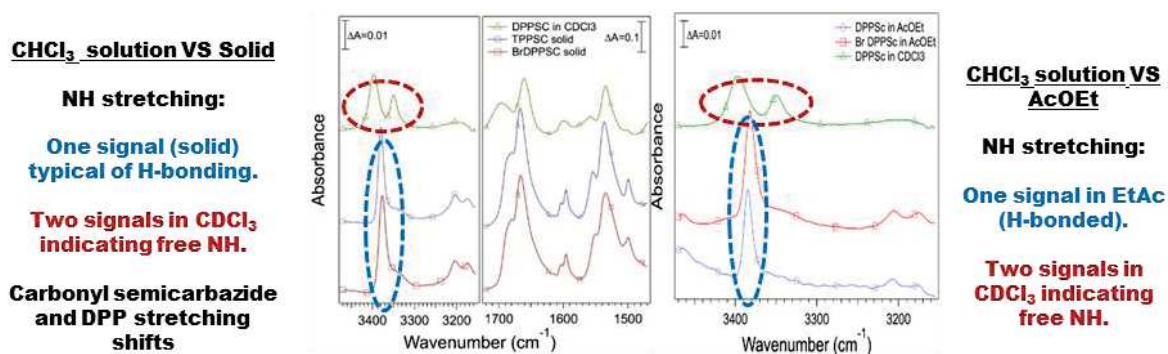 CHCl₃ solution VS Solid
NH stretching:
One signal (solid)
typical of H-bonding.
Two signals in CDCl₃
indicating free NH.
Carbonyl semicarbazide
and DPP stretching
shifts
Absorbance
ΔA=0.01
3400 3300 3200
DPPSC in CDCl3
TPPSC solid
BrDPPSC solid
ΔA=0.1
1700 1600 1500
Wavenumber (cm⁻¹)
Absorbance
ΔA=0.01
DPPSc in AcOEt
Br DPPSc in AcOEt
DPPSc in CDCl3
3400 3300 3200
Wavenumber (cm⁻¹)
CHCl₃ solution VS
AcOEt
NH stretching:
One signal in EtAc
(H-bonded).
Two signals in
CDCl₃ indicating
free NH.